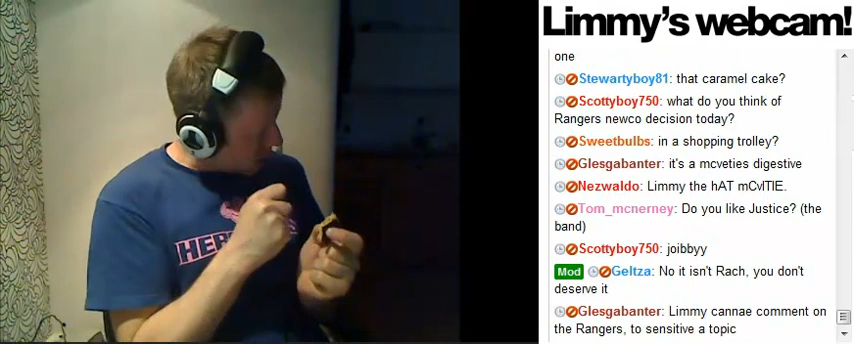 Limmy's webcam!
one
Stewartyboy81: that caramel cake?
Scottyboy750: what do you think of
Rangers newco decision today?
Sweetbulbs: in a shopping trolley?
Glesgabanter: it's a mcveties digestive
Nezwaldo: Limmy the hAT mCvITIE.
Tom_mcnerney: Do you like Justice? (the
band)
Scottyboy750: joibbyy
Mod Geltza: No it isn't Rach, you don't
deserve it
Glesgabanter: Limmy cannae comment on
the Rangers, to sensitive a topic